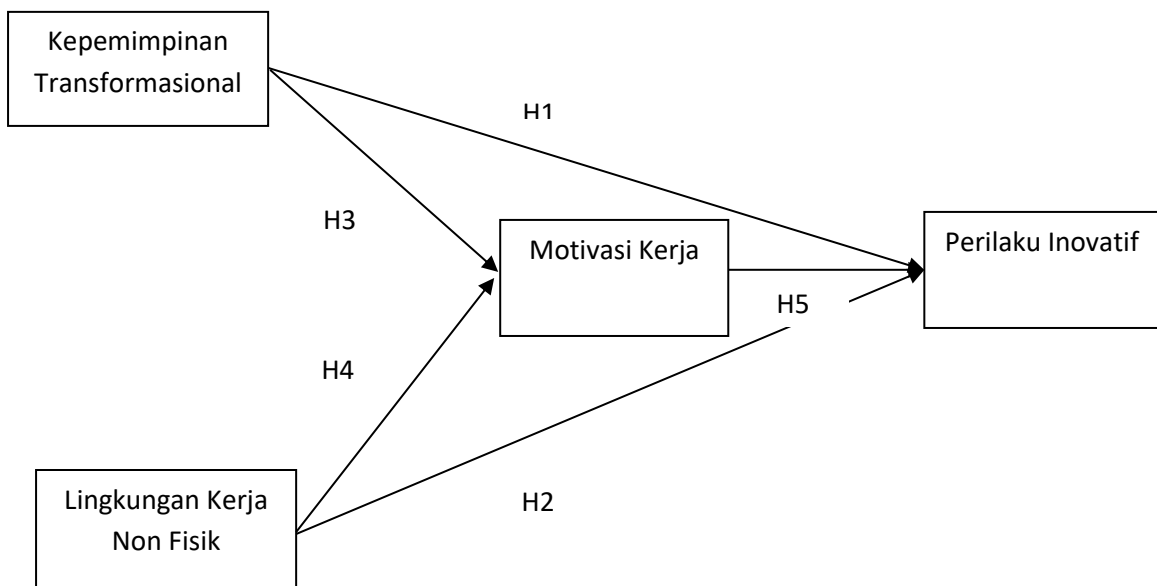 Kepemimpinan
Transformasional
H1
H3
Motivasi Kerja
Perilaku Inovatif
H5
H4
Lingkungan Kerja
Non Fisik
H2